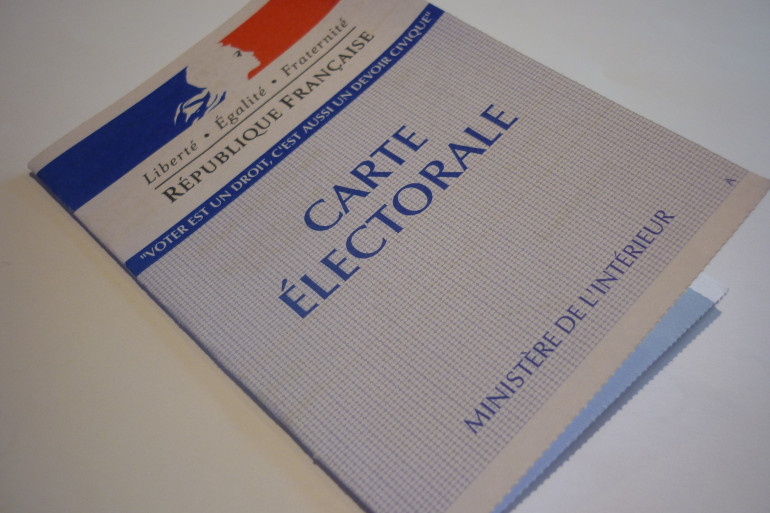 Liberté • Égalité • Fraternité
RÉPUBLIQUE FRANÇAISE
"VOTER EST UN DROIT, C'EST AUSSI UN DEVOIR CIVIQUE"
CARTE
ÉLECTORALE
MINISTÈRE DE L'INTÉRIEUR
A